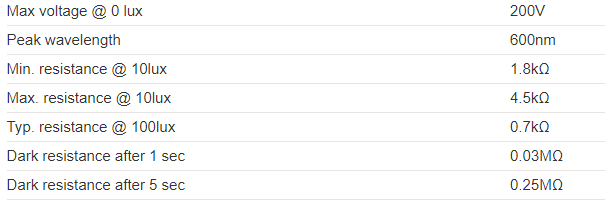 Max voltage @ 0 lux 200V
Peak wavelength 600nm
Min. resistance @ 10lux 1.8kΩ
Max. resistance @ 10lux 4.5kΩ
Typ. resistance @ 100lux 0.7kΩ
Dark resistance after 1 sec 0.03MΩ
Dark resistance after 5 sec 0.25MΩ